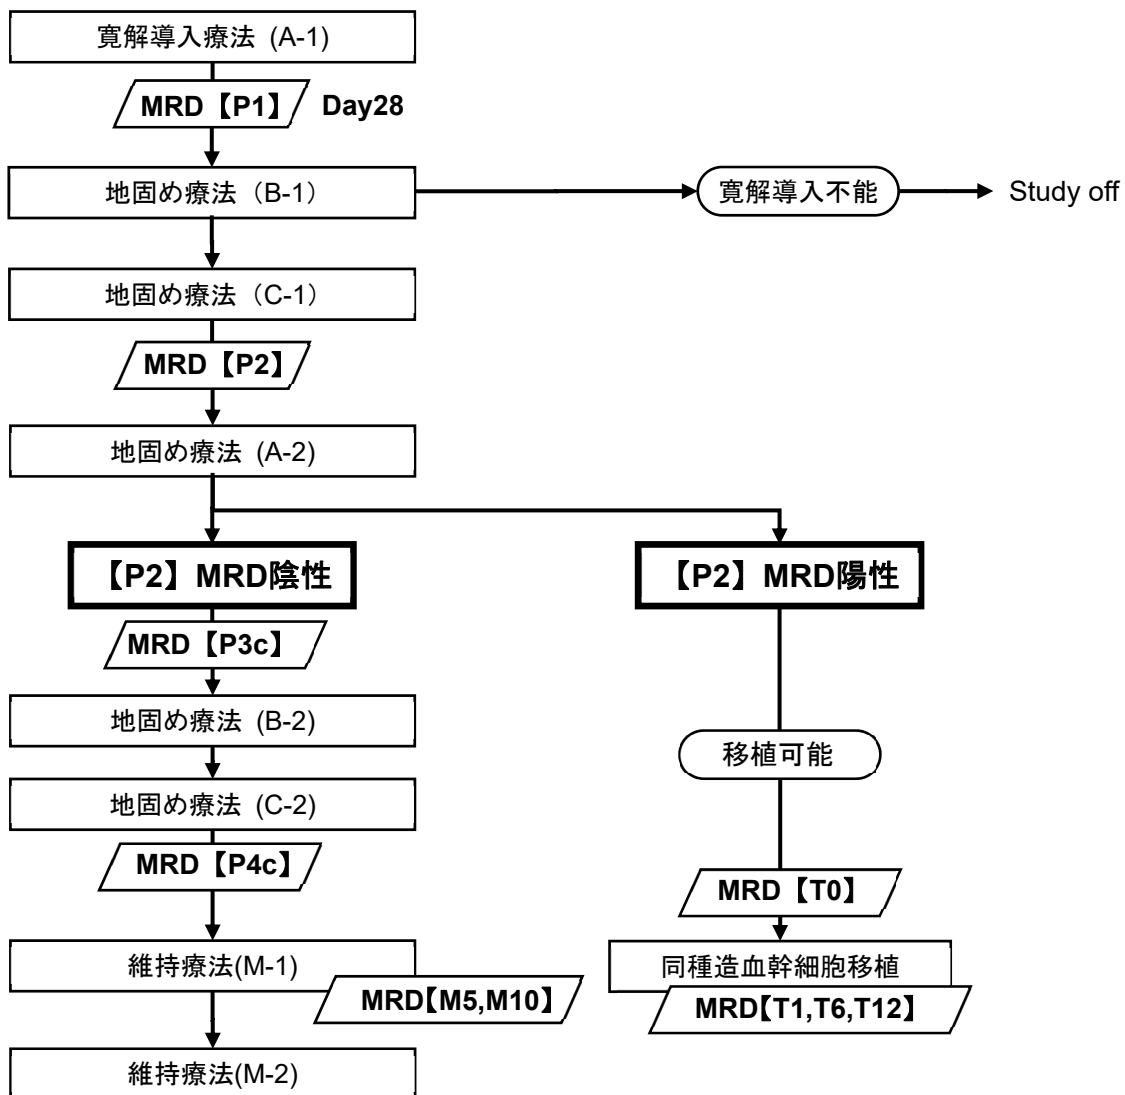 寛解導入療法 (A-1)
MRD【P1】 Day28
地固め療法（B-1） 寛解導入不能 Study off
地固め療法（C-1）
MRD【P2】
地固め療法 (A-2)
【P2】MRD陰性 【P2】MRD陽性
MRD【P3c】
地固め療法 (B-2)
移植可能
地固め療法 (C-2)
MRD【P4c】
MRD【T0】
維持療法(M-1) 同種造血幹細胞移植
MRD【M5,M10】 MRD【T1,T6,T12】
維持療法(M-2)